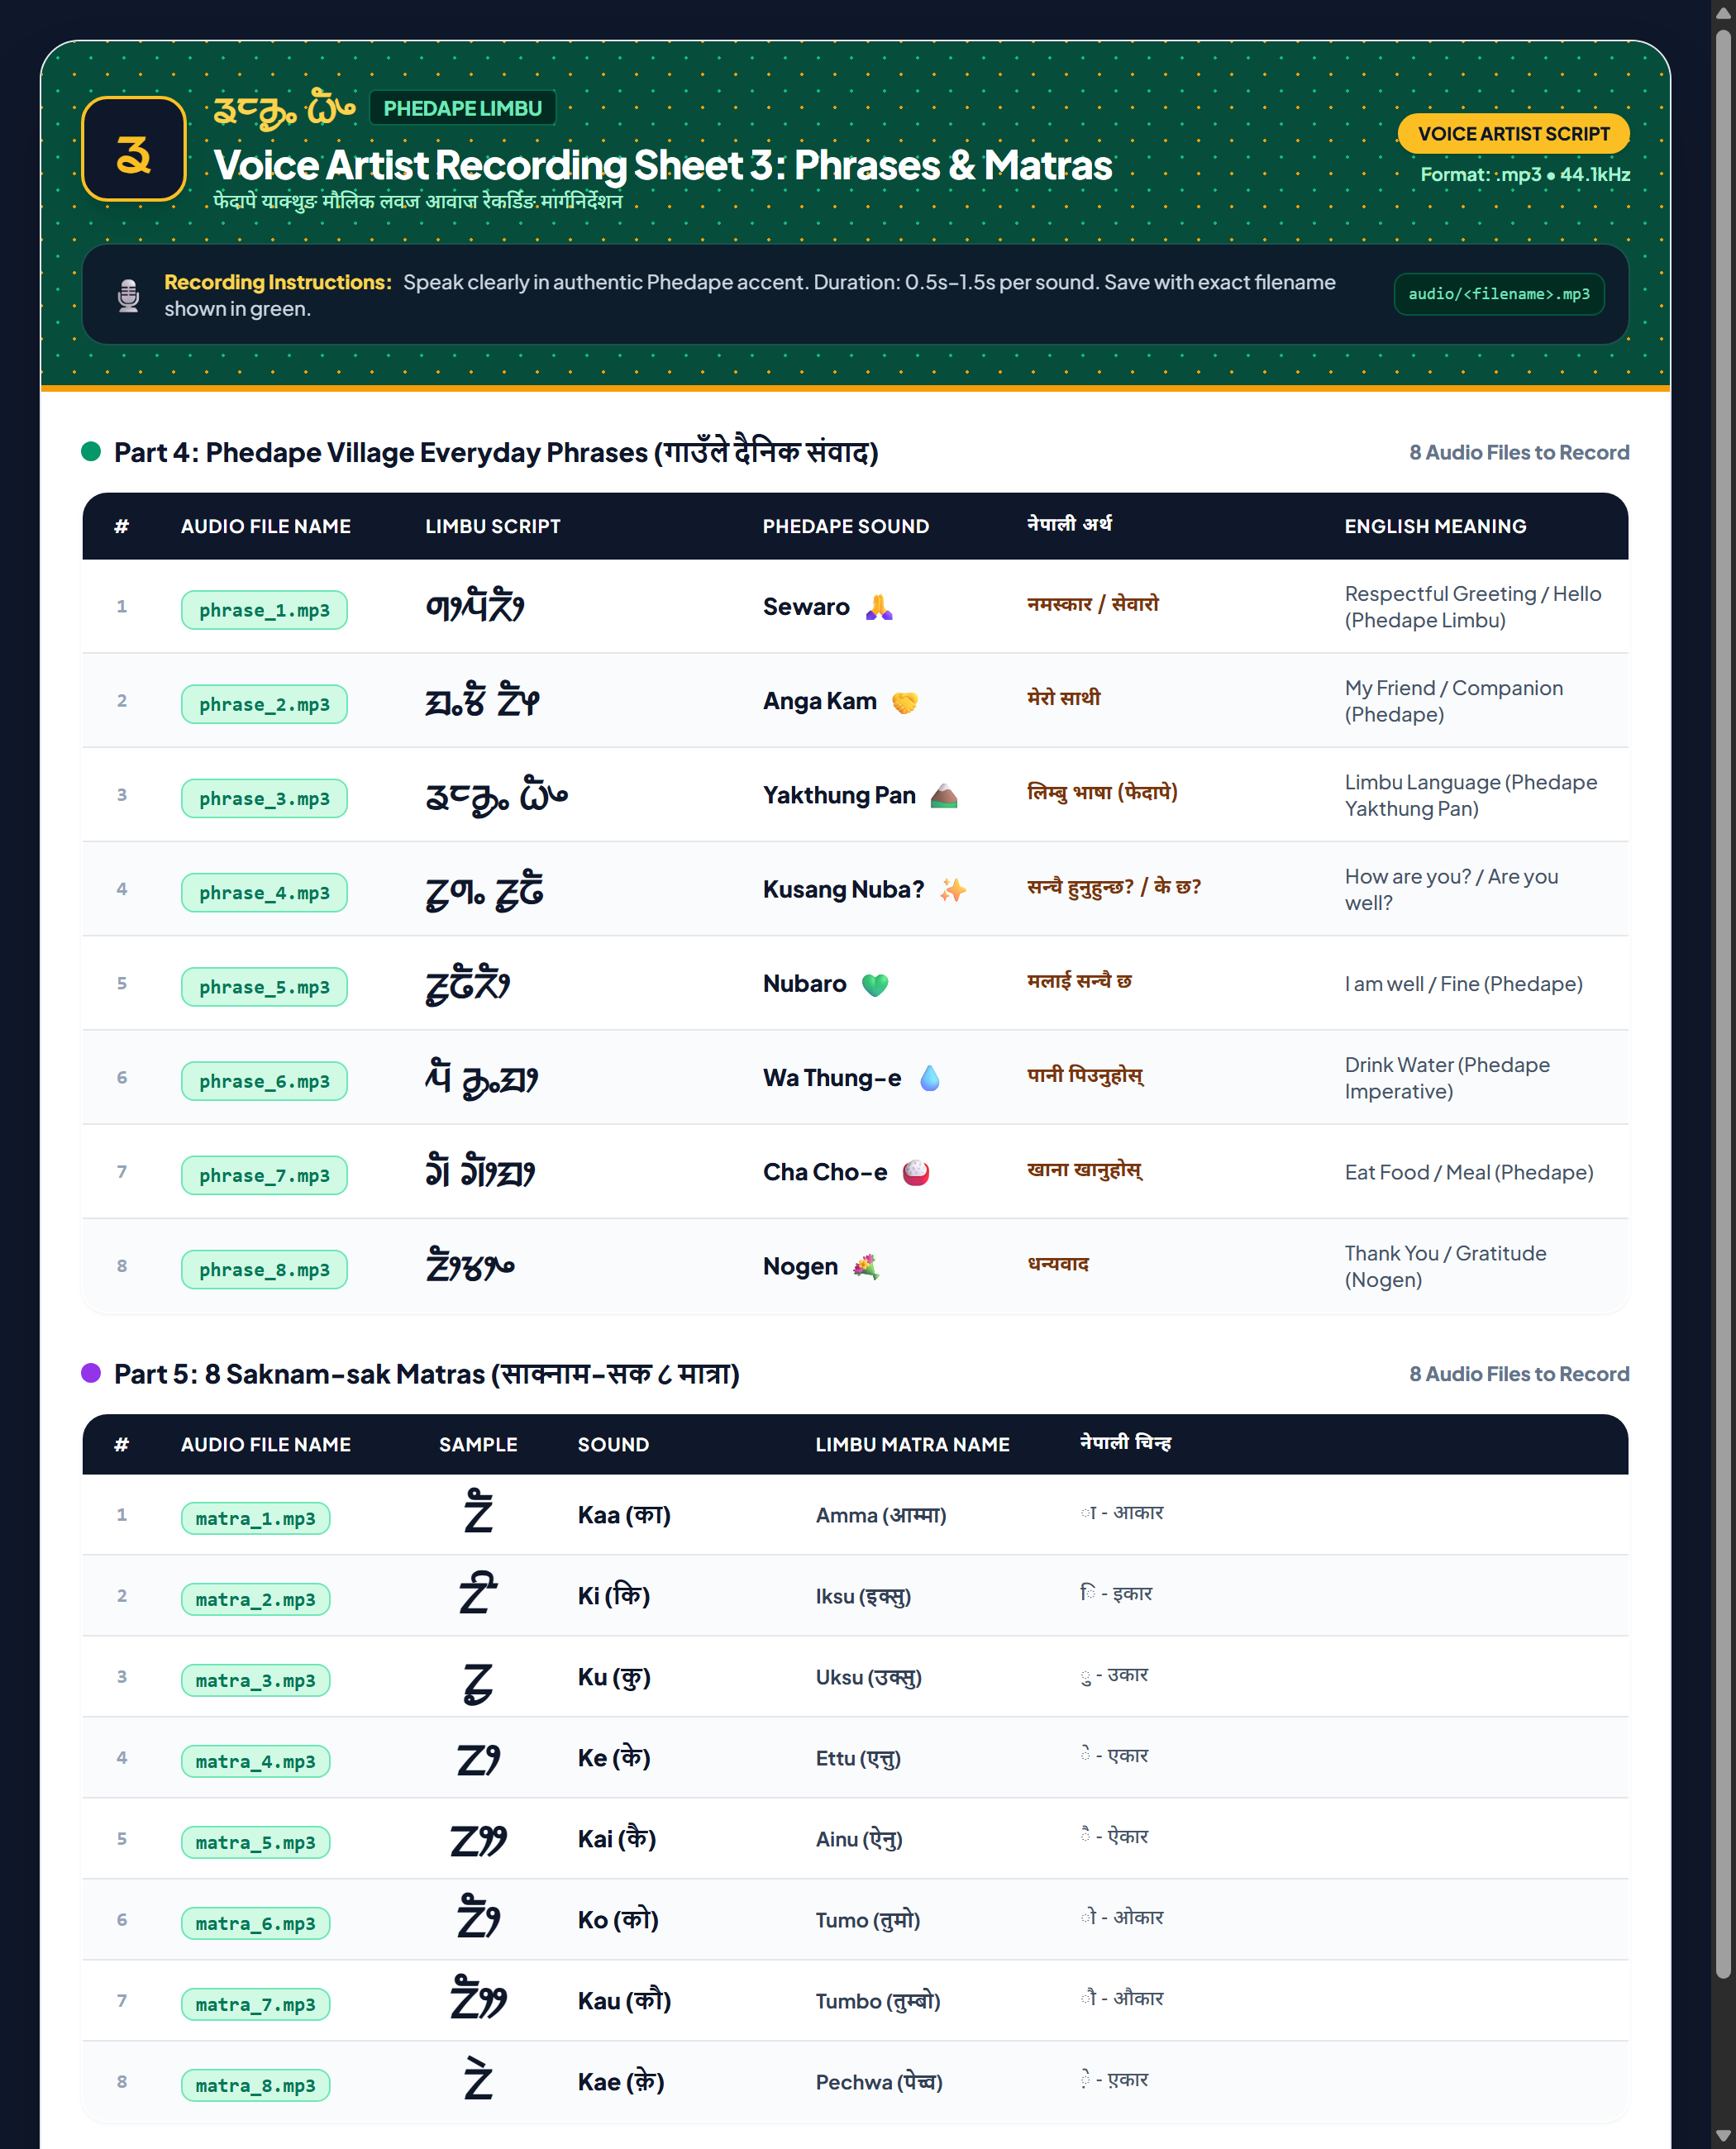 ᤕ
ᤕᤰᤌᤢᤱ ᤐᤠᤴ PHEDAPE LIMBU
Voice Artist Recording Sheet 3: Phrases & Matras
फेदापे याक्थुङ मौलिक लवज आवाज रेकर्डिङ मार्गनिर्देशन
VOICE ARTIST SCRIPT
Format: .mp3 • 44.1kHz
Recording Instructions: Speak clearly in authentic Phedape accent. Duration: 0.5s–1.5s per sound. Save with exact filename
shown in green.
audio/<filename>.mp3
Part 4: Phedape Village Everyday Phrases (गाउँले दैनिक संवाद) 8 Audio Files to Record
# AUDIO FILE NAME LIMBU SCRIPT PHEDAPE SOUND नेपाली अर्थ ENGLISH MEANING
1 phrase_1.mp3 ᤛᤣᤘᤠᤖᤥ Sewaro 🙏 नमस्कार / सेवारो Respectful Greeting / Hello
(Phedape Limbu)
2 phrase_2.mp3 ᤀᤱᤃᤠ ᤁᤠᤶ Anga Kam 🤝 मेरो साथी My Friend / Companion
(Phedape)
3 phrase_3.mp3 ᤕᤰᤌᤢᤱ ᤐᤠᤴ Yakthung Pan ⛰️ लिम्बु भाषा (फेदापे) Limbu Language (Phedape
Yakthung Pan)
4 phrase_4.mp3 ᤁᤢᤛᤱ ᤏᤢᤒᤠ Kusang Nuba? ✨ सन्चै हुनुहुन्छ? / के छ? How are you? / Are you
well?
5 phrase_5.mp3 ᤏᤢᤒᤠᤖᤥ Nubaro 💚 मलाई सन्चै छ I am well / Fine (Phedape)
6 phrase_6.mp3 ᤘᤠ ᤌᤢᤱᤀᤣ Wa Thung-e 💧 पानी पिउनुहोस् Drink Water (Phedape
Imperative)
7 phrase_7.mp3 ᤆᤠ ᤆᤥᤀᤣ Cha Cho-e 🍚 खाना खानुहोस् Eat Food / Meal (Phedape)
8 phrase_8.mp3 ᤏᤥᤃᤣᤴ Nogen 💐 धन्यवाद Thank You / Gratitude
(Nogen)
Part 5: 8 Saknam-sak Matras (साक्नाम-सक ८ मात्रा) 8 Audio Files to Record
# AUDIO FILE NAME SAMPLE SOUND LIMBU MATRA NAME नेपाली चिन्ह
1 matra_1.mp3 ᤁᤠ Kaa (का) Amma (आम्मा) ा - आकार
2 matra_2.mp3 ᤁᤡ Ki (कि) Iksu (इक्सु) ि - इकार
3 matra_3.mp3 ᤁᤢ Ku (कु) Uksu (उक्सु) ु - उकार
4 matra_4.mp3 ᤁᤣ Ke (के) Ettu (एत्तु) े - एकार
5 matra_5.mp3 ᤁᤤ Kai (कै) Ainu (ऐनु) ै - ऐकार
6 matra_6.mp3 ᤁᤥ Ko (को) Tumo (तुमो) ो - ओकार
7 matra_7.mp3 ᤁᤦ Kau (कौ) Tumbo (तुम्बो) ौ - औकार
8 matra_8.mp3 ᤁᤧ Kae (क़े) Pechwa (पेच्वा) ़े - ए़कार